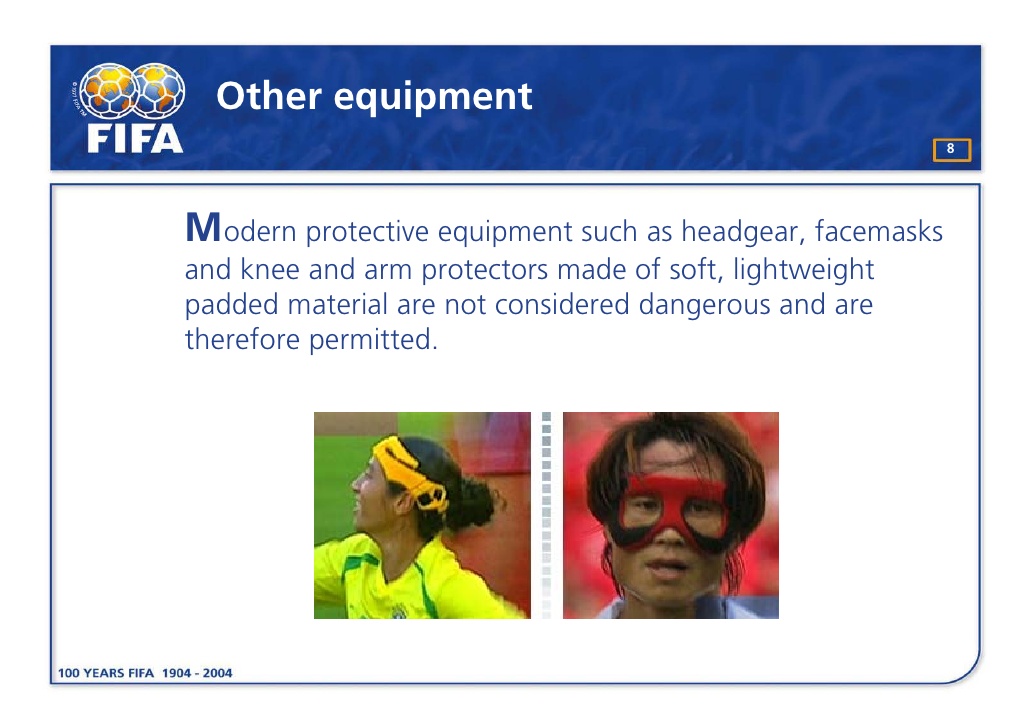 Other equipment
FIFA
8
Modern protective equipment such as headgear, facemasks
and knee and arm protectors made of soft, lightweight
padded material are not considered dangerous and are
therefore permitted.
100 YEARS FIFA 1904 - 2004